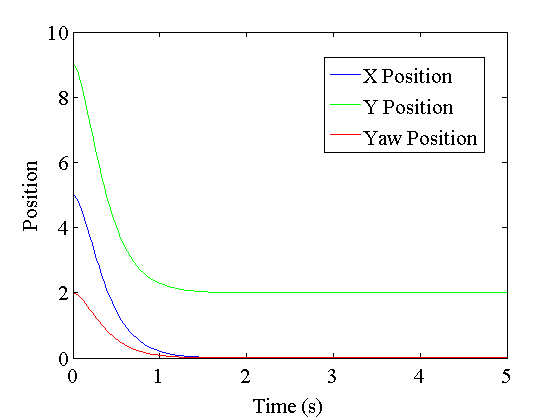 10
8
6
4
2
0
Position
X Position
Y Position
Yaw Position
0 1 2 3 4 5
Time (s)